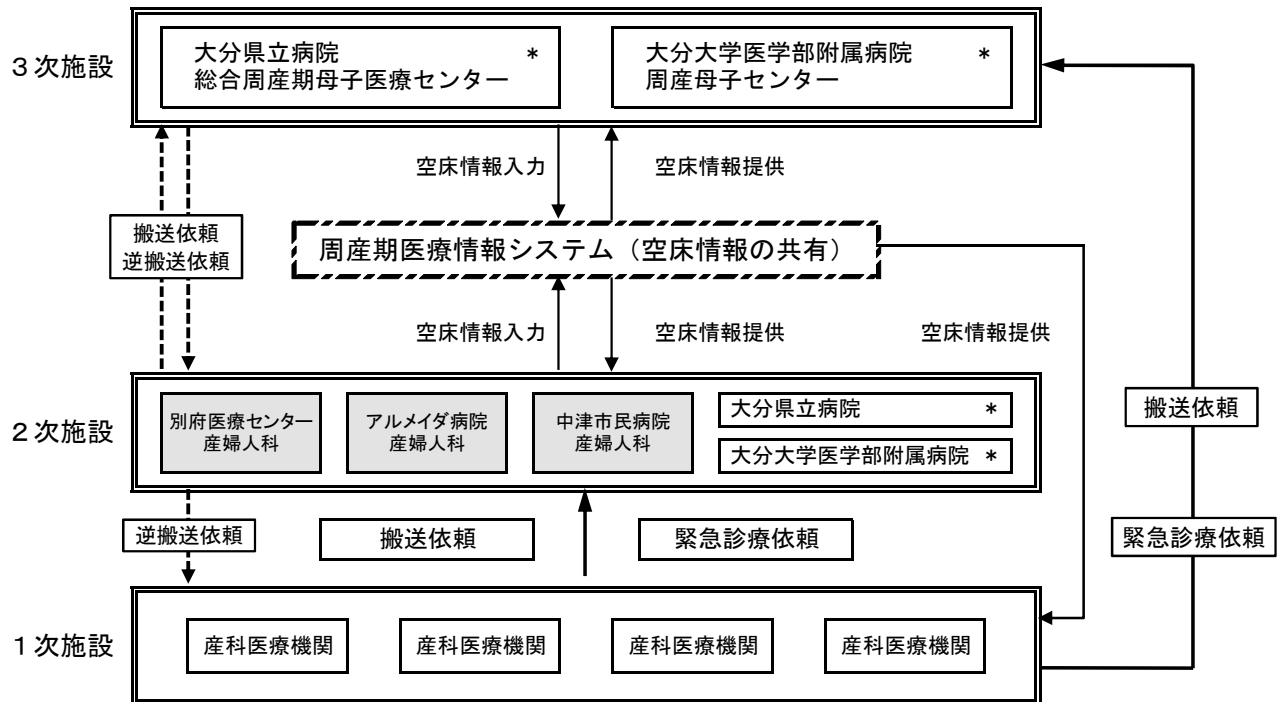 3次施設
大分県立病院 *
総合周産期母子医療センター
大分大学医学部附属病院 *
周産母子センター
空床情報入力
空床情報提供
搬送依頼
逆搬送依頼
周産期医療情報システム（空床情報の共有）
空床情報入力
空床情報提供
空床情報提供
2次施設
別府医療センター
産婦人科
アルメイダ病院
産婦人科
中津市民病院
産婦人科
大分県立病院 *
大分大学医学部附属病院 *
搬送依頼
逆搬送依頼
搬送依頼
緊急診療依頼
緊急診療依頼
1次施設
産科医療機関
産科医療機関
産科医療機関
産科医療機関